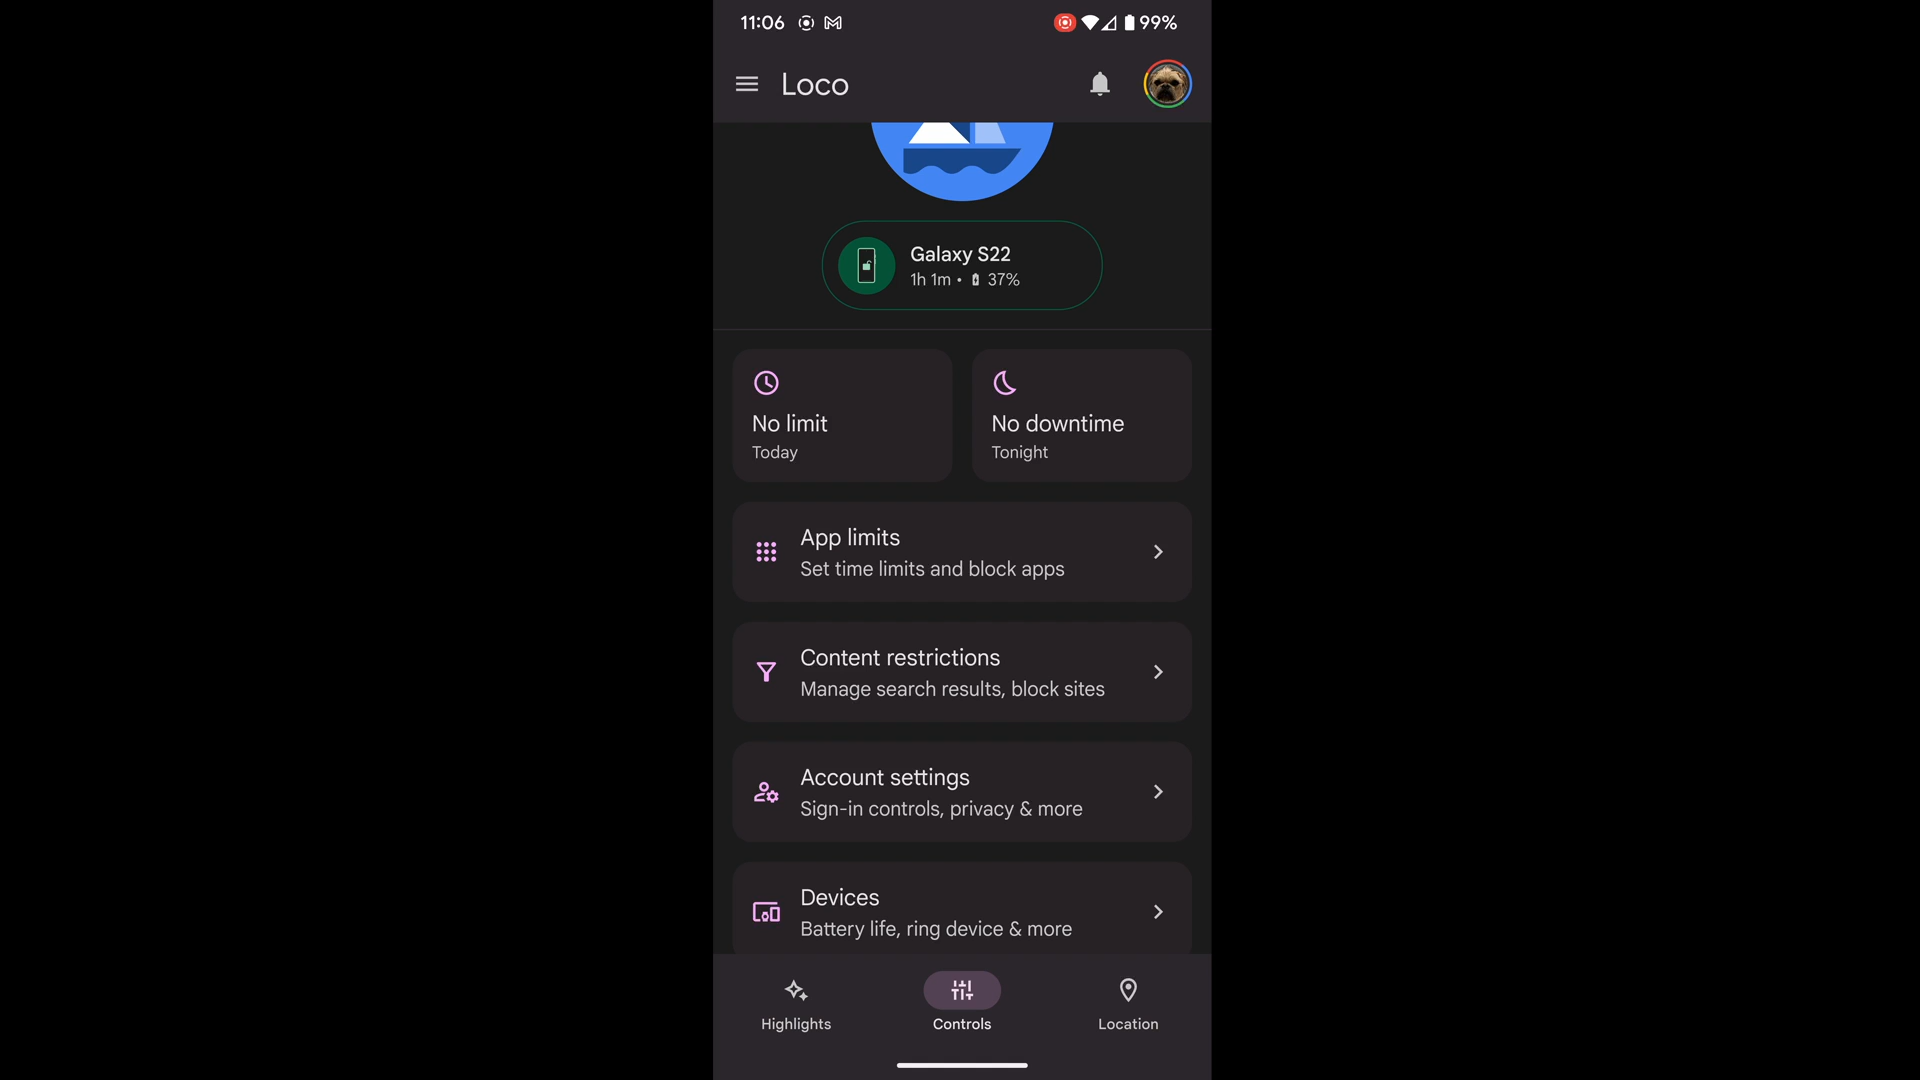 11:06
99%
Loco
Galaxy S22
1h 1m • 37%
No limit
Today
No downtime
Tonight
App limits
Set time limits and block apps
Content restrictions
Manage search results, block sites
Account settings
Sign-in controls, privacy & more
Devices
Battery life, ring device & more
Highlights
Controls
Location